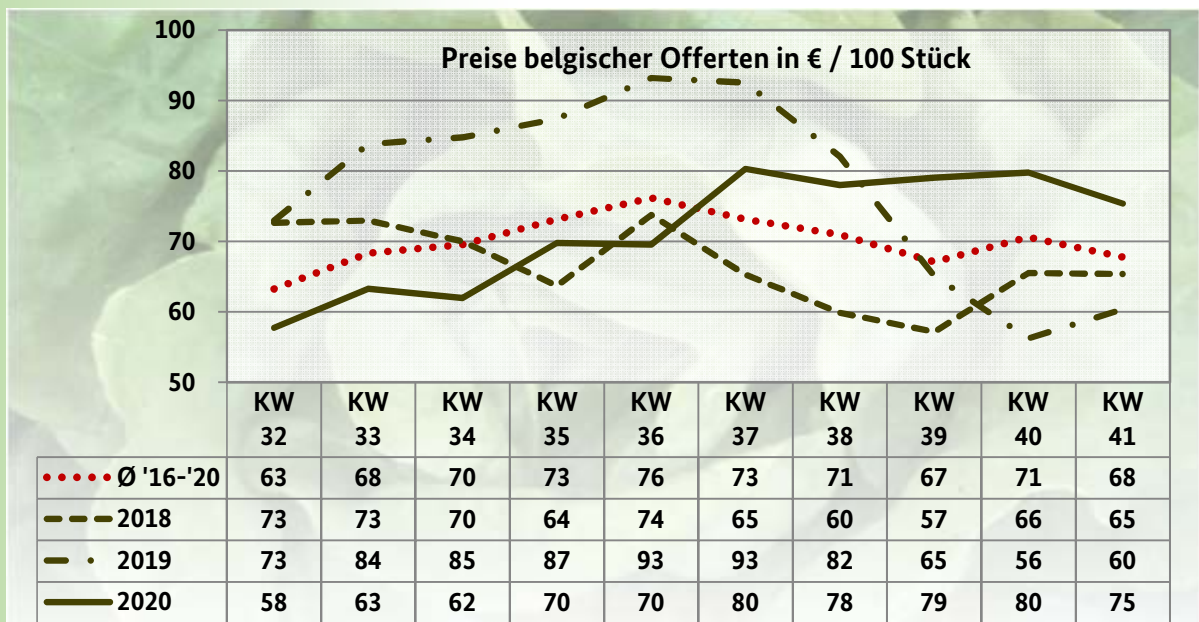 Preise belgischer Offerten in € / 100 Stück
100
90
80
70
60
50
KW 32 KW 33 KW 34 KW 35 KW 36 KW 37 KW 38 KW 39 KW 40 KW 41
Ø '16-'20 63 68 70 73 76 73 71 67 71 68
2018 73 73 70 64 74 65 60 57 66 65
2019 73 84 85 87 93 93 82 65 56 60
2020 58 63 62 70 70 80 78 79 80 75